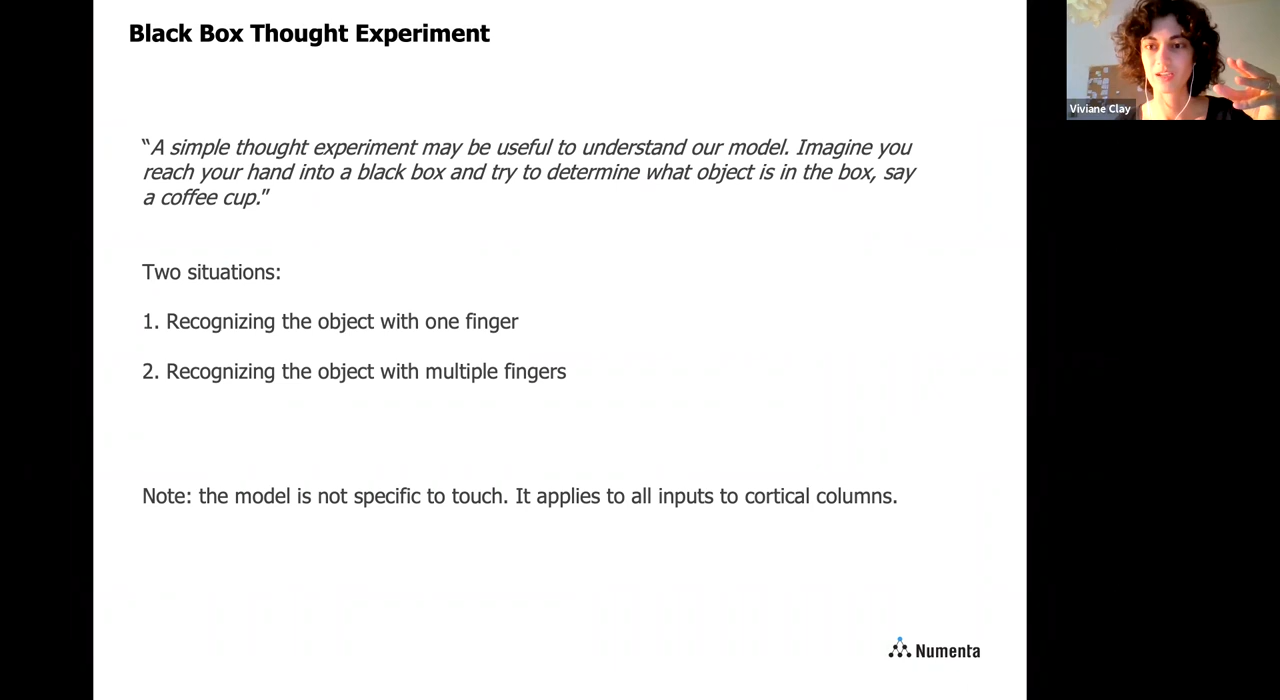 Black Box Thought Experiment
"A simple thought experiment may be useful to understand our model. Imagine you
reach your hand into a black box and try to determine what object is in the box, say
a coffee cup."
Two situations:
1. Recognizing the object with one finger
2. Recognizing the object with multiple fingers
Note: the model is not specific to touch. It applies to all inputs to cortical columns.
Numenta
Viviane Clay